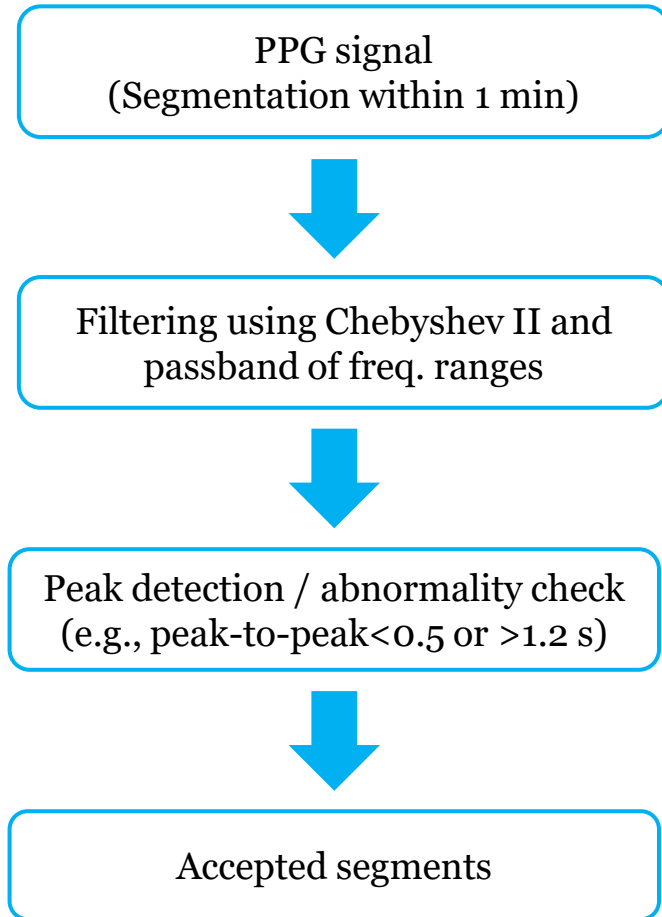 PPG signal
(Segmentation within 1 min)
Filtering using Chebyshev II and
passband of freq. ranges
Peak detection / abnormality check
(e.g., peak-to-peak<0.5 or >1.2 s)
Accepted segments